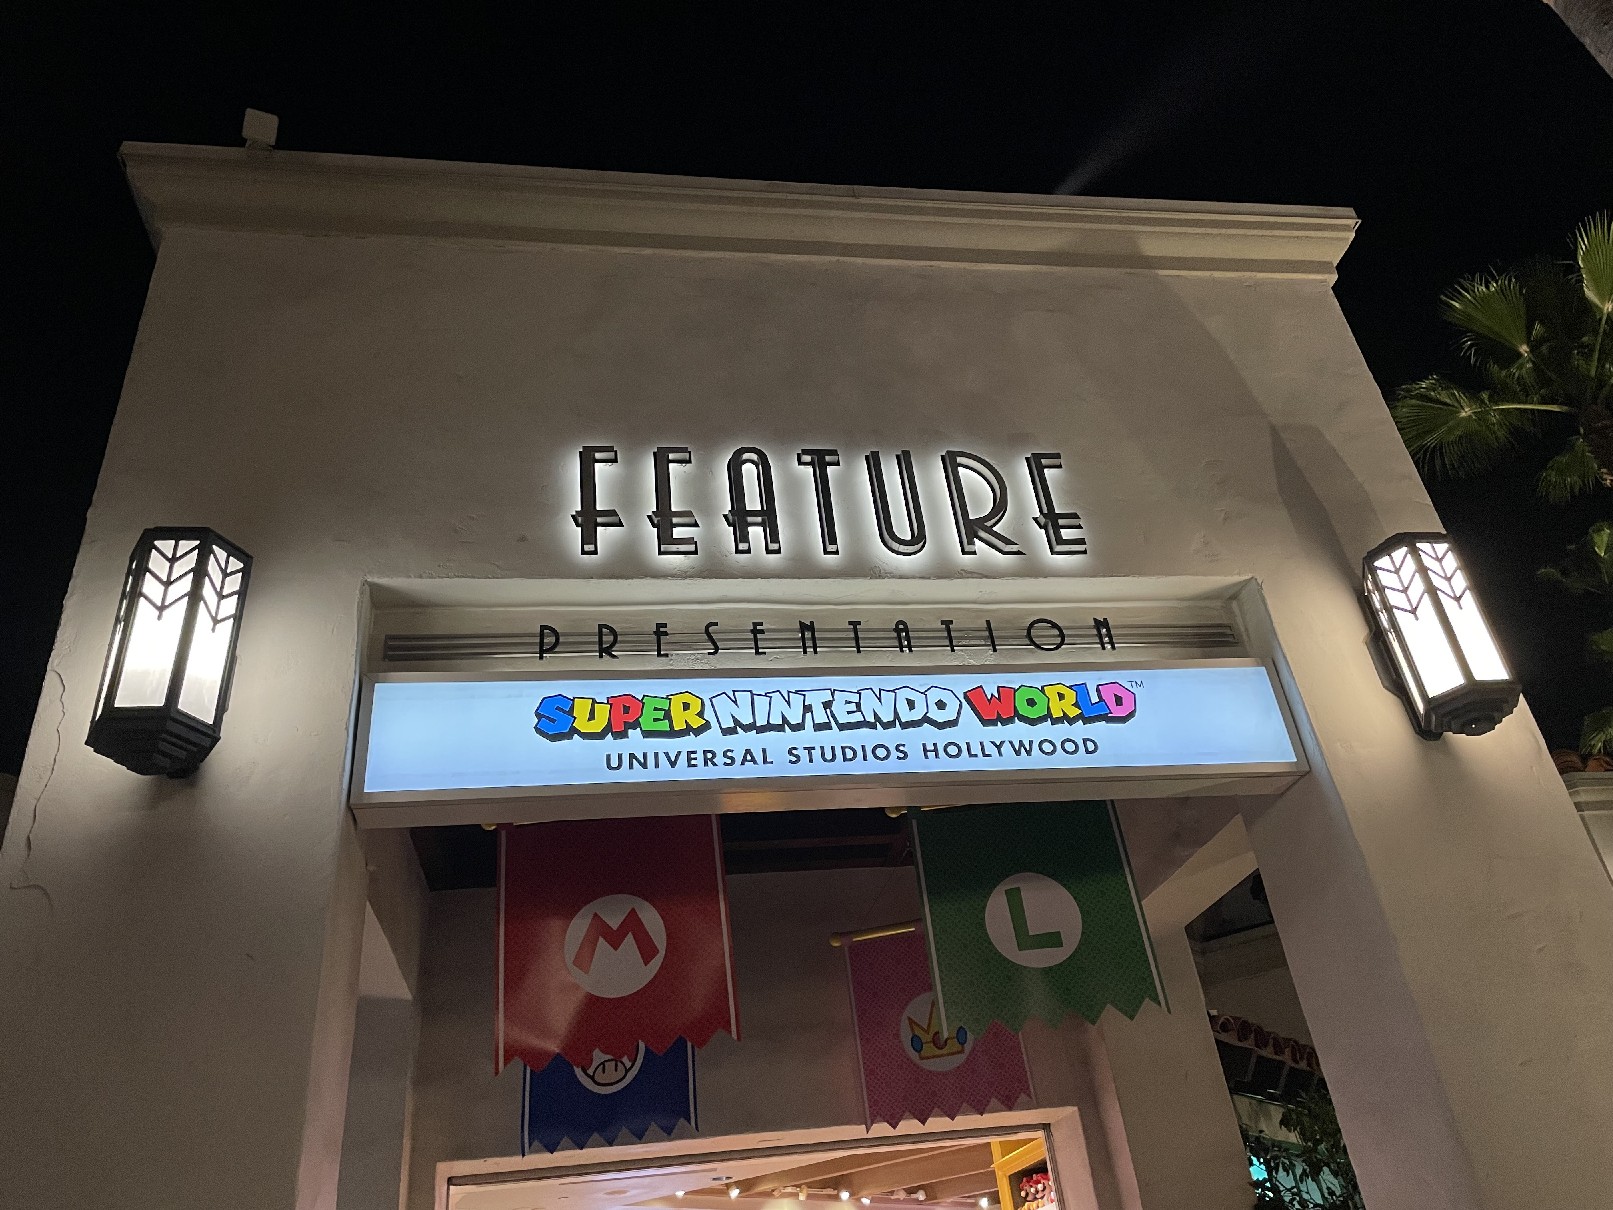 FEATURE
PRESENTATION
SUPER NINTENDO WORLD™
UNIVERSAL STUDIOS HOLLYWOOD
M
L